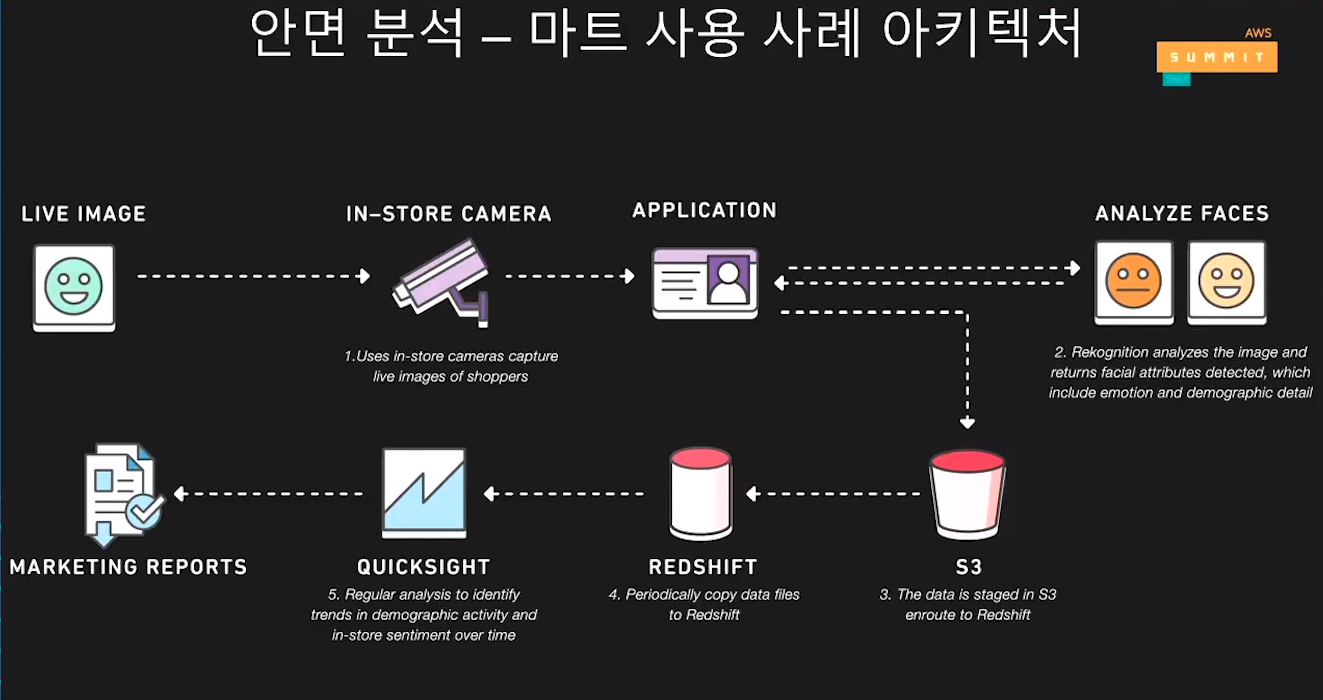 안면 분석 – 마트 사용 사례 아키텍처
AWS
SUMMIT
LIVE IMAGE
IN–STORE CAMERA
APPLICATION
ANALYZE FACES
1.Uses in-store cameras capture
live images of shoppers
2. Rekognition analyzes the image and
returns facial attributes detected, which
include emotion and demographic detail
MARKETING REPORTS
QUICKSIGHT
5. Regular analysis to identify
trends in demographic activity and
in-store sentiment over time
REDSHIFT
4. Periodically copy data files
to Redshift
S3
3. The data is staged in S3
enroute to Redshift